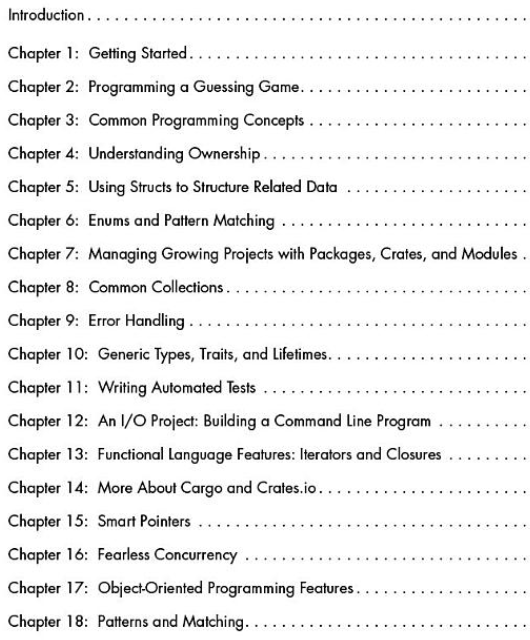 Introduction . . . . . . . . . . . . . . . . . . . . . . . . . . . . . . . . . . . . . . . . . . . . . . . . . .
Chapter 1: Getting Started . . . . . . . . . . . . . . . . . . . . . . . . . . . . . . . . . . . . . .
Chapter 2: Programming a Guessing Game. . . . . . . . . . . . . . . . . . . . . . . . . .
Chapter 3: Common Programming Concepts . . . . . . . . . . . . . . . . . . . . . . . . .
Chapter 4: Understanding Ownership . . . . . . . . . . . . . . . . . . . . . . . . . . . . . .
Chapter 5: Using Structs to Structure Related Data . . . . . . . . . . . . . . . . . . . . .
Chapter 6: Enums and Pattern Matching . . . . . . . . . . . . . . . . . . . . . . . . . . . .
Chapter 7: Managing Growing Projects with Packages, Crates, and Modules .
Chapter 8: Common Collections . . . . . . . . . . . . . . . . . . . . . . . . . . . . . . . . . .
Chapter 9: Error Handling . . . . . . . . . . . . . . . . . . . . . . . . . . . . . . . . . . . . . .
Chapter 10: Generic Types, Traits, and Lifetimes. . . . . . . . . . . . . . . . . . . . . . .
Chapter 11: Writing Automated Tests . . . . . . . . . . . . . . . . . . . . . . . . . . . . . .
Chapter 12: An I/O Project: Building a Command Line Program . . . . . . . . . .
Chapter 13: Functional Language Features: Iterators and Closures . . . . . . . . .
Chapter 14: More About Cargo and Crates.io . . . . . . . . . . . . . . . . . . . . . . . .
Chapter 15: Smart Pointers . . . . . . . . . . . . . . . . . . . . . . . . . . . . . . . . . . . . .
Chapter 16: Fearless Concurrency . . . . . . . . . . . . . . . . . . . . . . . . . . . . . . . .
Chapter 17: Object-Oriented Programming Features . . . . . . . . . . . . . . . . . . . .
Chapter 18: Patterns and Matching. . . . . . . . . . . . . . . . . . . . . . . . . . . . . . . .